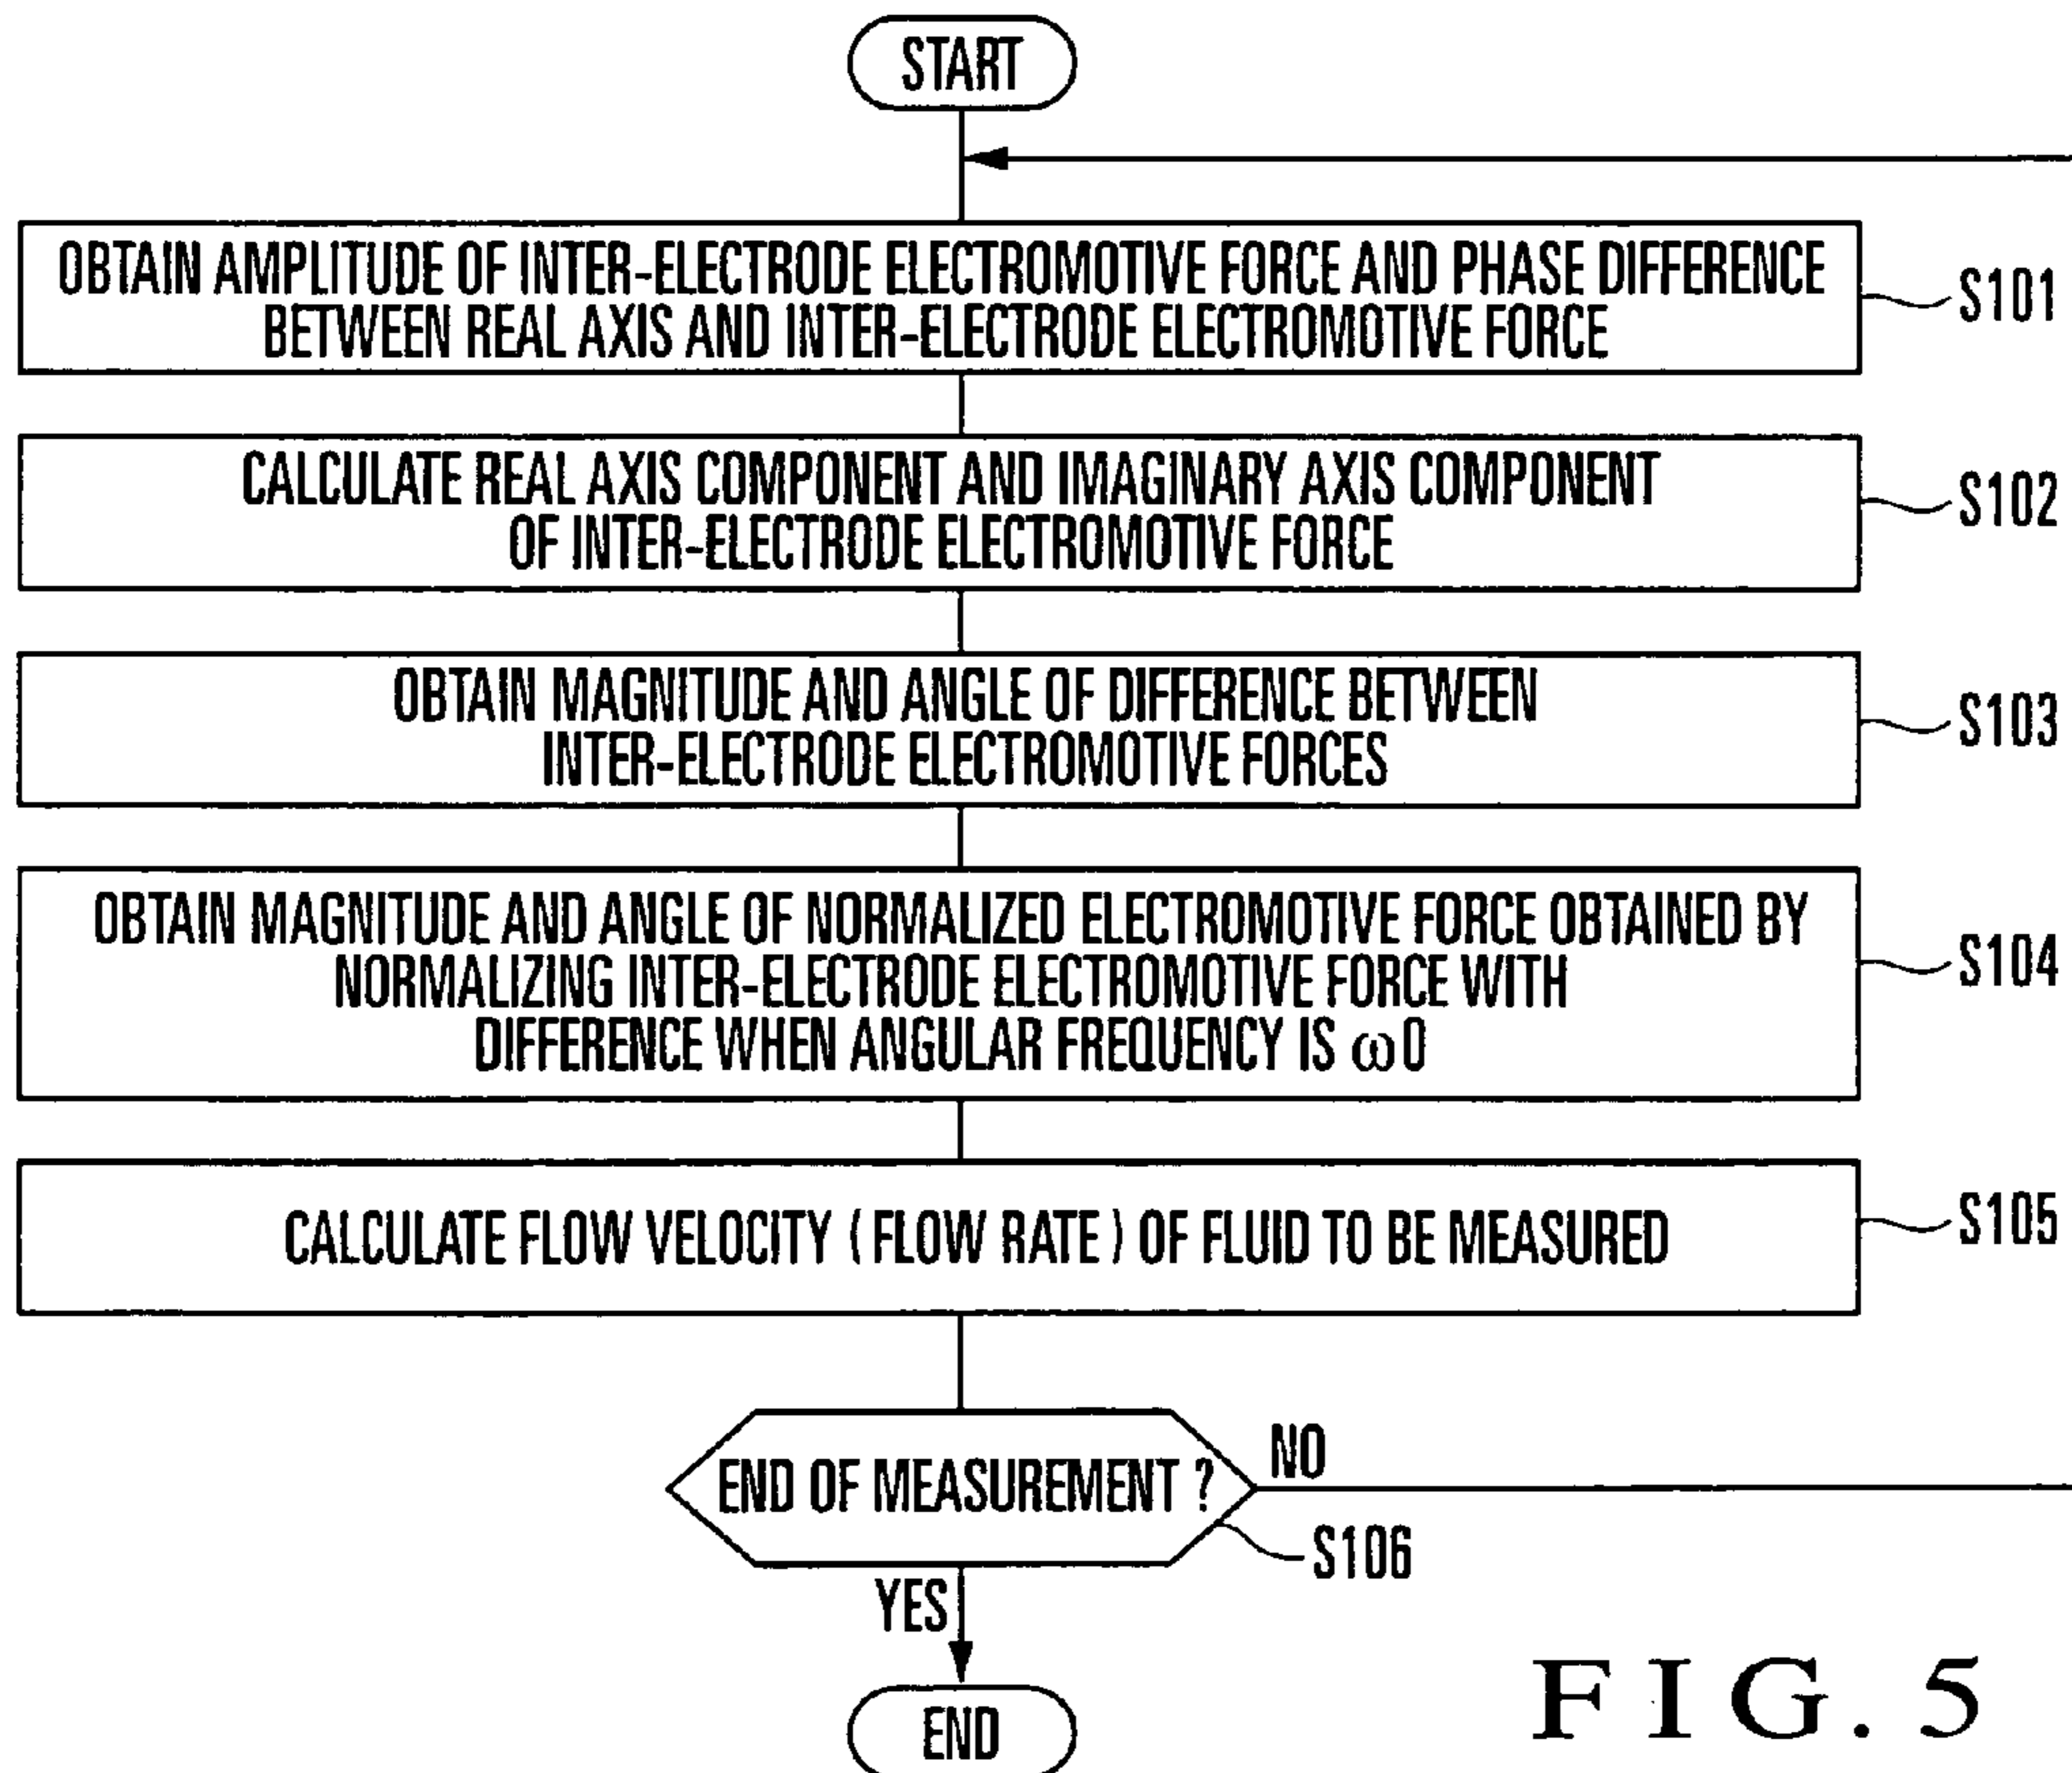 START
OBTAIN AMPLITUDE OF INTER-ELECTRODE ELECTROMOTIVE FORCE AND PHASE DIFFERENCE
BETWEEN REAL AXIS AND INTER-ELECTRODE ELECTROMOTIVE FORCE
S101
CALCULATE REAL AXIS COMPONENT AND IMAGINARY AXIS COMPONENT
OF INTER-ELECTRODE ELECTROMOTIVE FORCE
S102
OBTAIN MAGNITUDE AND ANGLE OF DIFFERENCE BETWEEN
INTER-ELECTRODE ELECTROMOTIVE FORCES
S103
OBTAIN MAGNITUDE AND ANGLE OF NORMALIZED ELECTROMOTIVE FORCE OBTAINED BY
NORMALIZING INTER-ELECTRODE ELECTROMOTIVE FORCE WITH
DIFFERENCE WHEN ANGULAR FREQUENCY IS ω0
S104
CALCULATE FLOW VELOCITY (FLOW RATE) OF FLUID TO BE MEASURED
S105
END OF MEASUREMENT ?
NO
S106
YES
END
FIG. 5